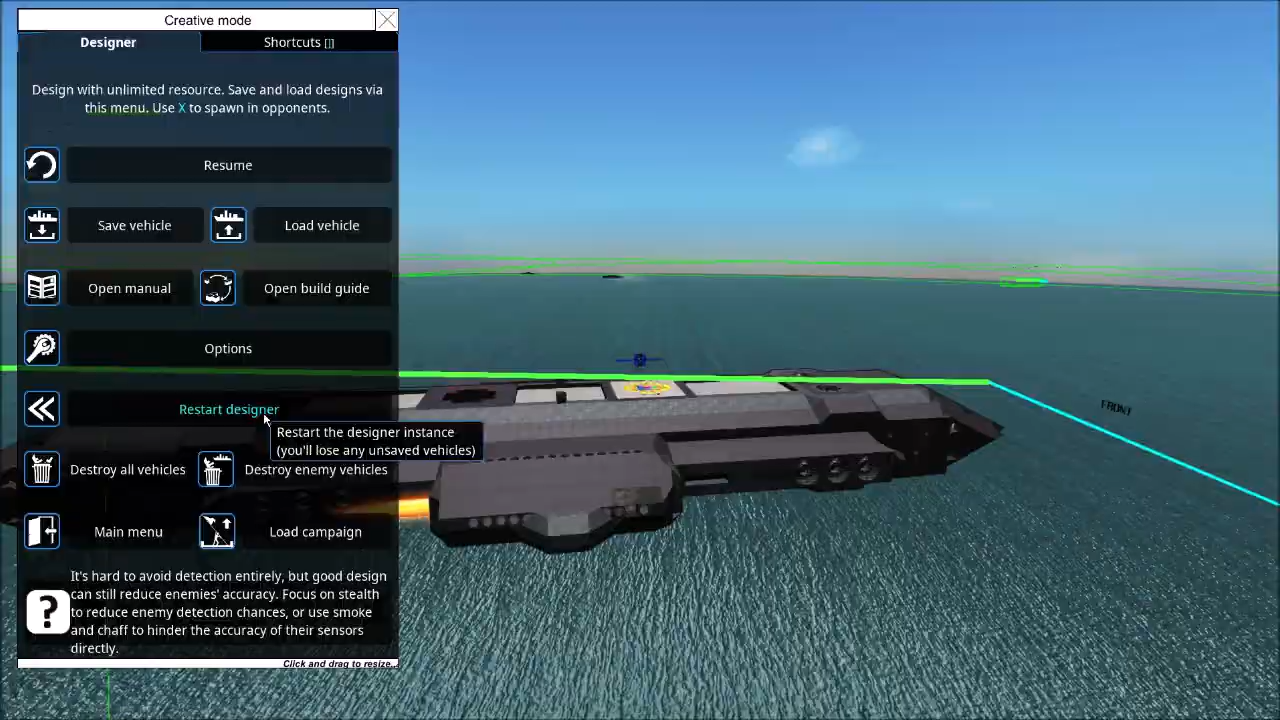 Creative mode
Designer
Shortcuts []]
Design with unlimited resource. Save and load designs via
this menu. Use X to spawn in opponents.
Resume
Save vehicle
Load vehicle
Open manual
Open build guide
Options
Restart designer
Restart the designer instance
(you'll lose any unsaved vehicles)
Destroy all vehicles
Destroy enemy vehicles
Main menu
Load campaign
It's hard to avoid detection entirely, but good design
can still reduce enemies' accuracy. Focus on stealth
to reduce enemy detection chances, or use smoke
and chaff to hinder the accuracy of their sensors
directly.
?
Click and drag to resize..
FRONT